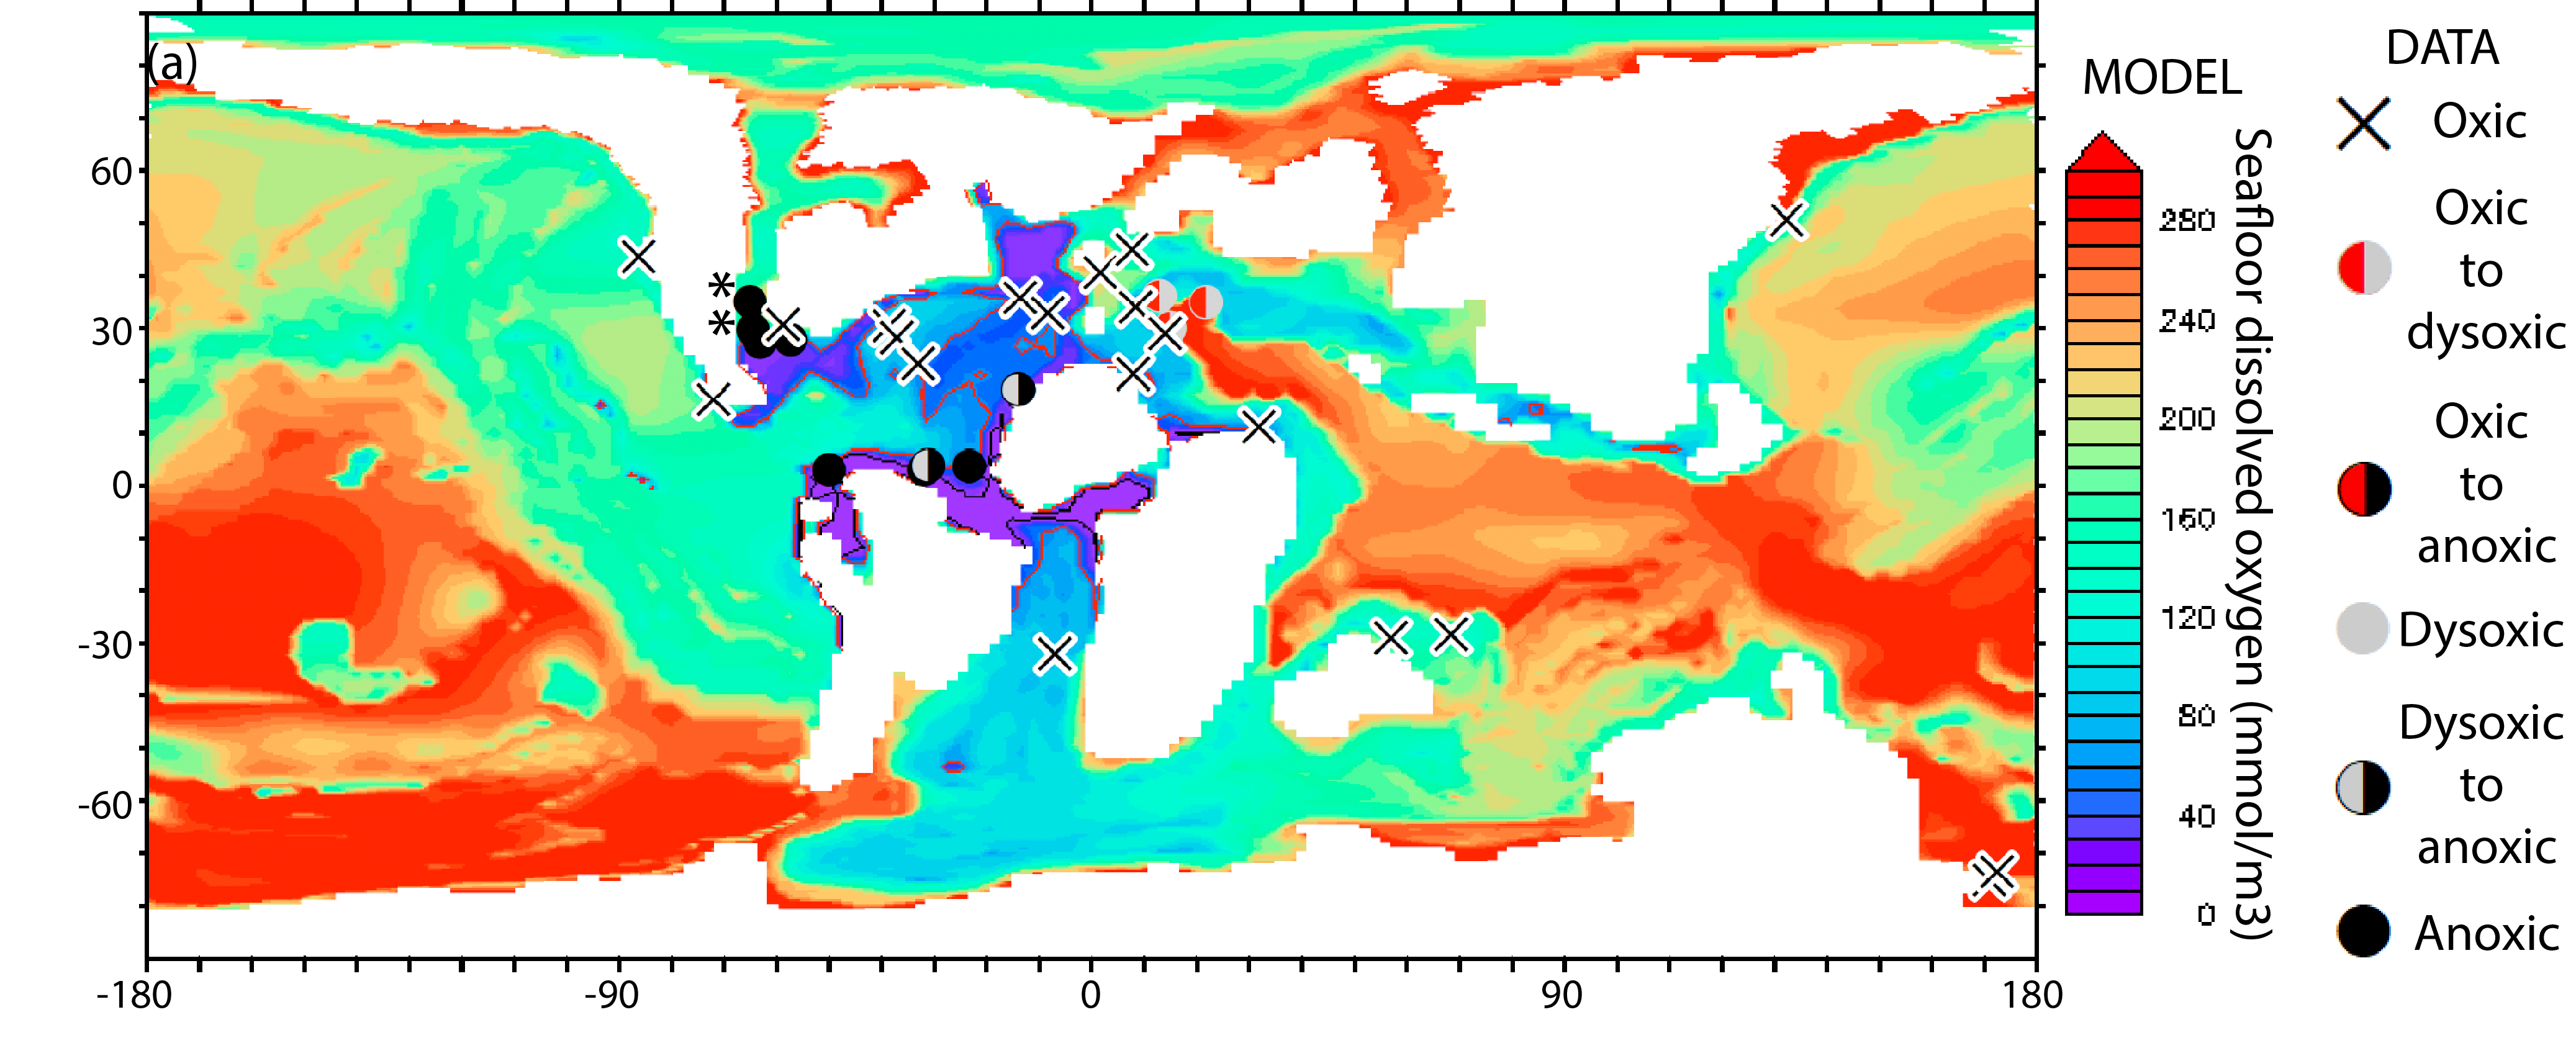 (a)
60
30
0
-30
-60
-180
-90
0
90
180
*
*
MODEL
280
240
200
160
120
80
40
0
Seafloor dissolved oxygen (mmol/m3)
DATA
Oxic
Oxic
to
dysoxic
Oxic
to
anoxic
Dysoxic
Dysoxic
to
anoxic
Anoxic